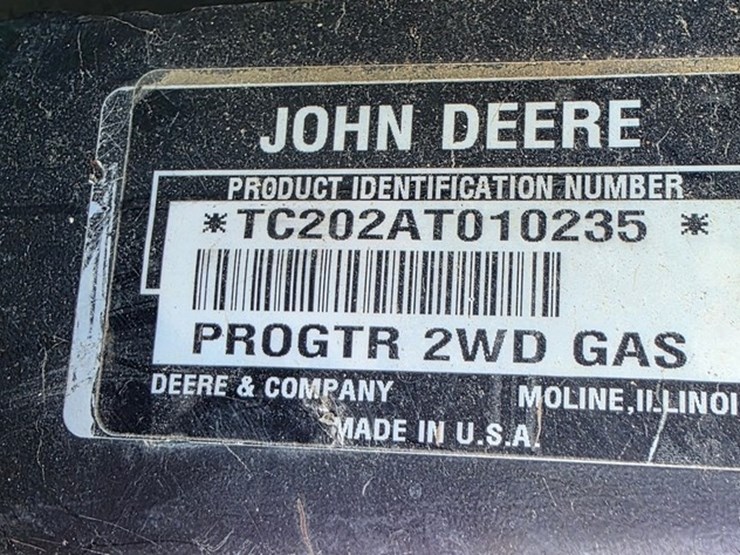 JOHN DEERE
PRODUCT IDENTIFICATION NUMBER
*TC202AT010235 *
PROGTR 2WD GAS
DEERE & COMPANY MOLINE, ILLINOI
MADE IN U.S.A.